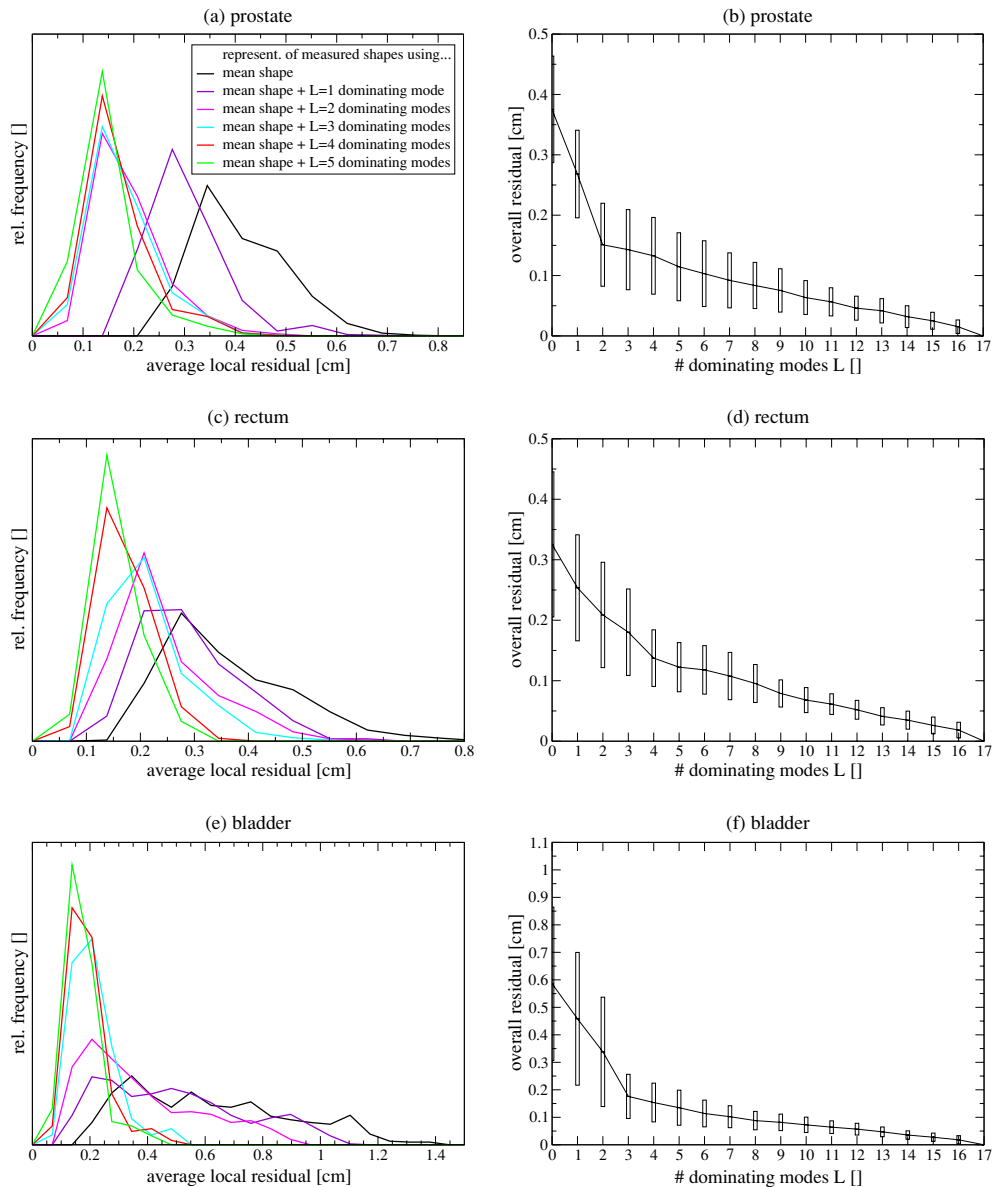 (a) prostate
represent. of measured shapes using...
mean shape
mean shape + L=1 dominating mode
mean shape + L=2 dominating modes
mean shape + L=3 dominating modes
mean shape + L=4 dominating modes
mean shape + L=5 dominating modes
rel. frequency []
0 0.1 0.2 0.3 0.4 0.5 0.6 0.7 0.8
average local residual [cm]
(b) prostate
0.5
0.4
0.3
0.2
0.1
0
overall residual [cm]
0 1 2 3 4 5 6 7 8 9 10 11 12 13 14 15 16 17
# dominating modes L []
(c) rectum
rel. frequency []
0 0.1 0.2 0.3 0.4 0.5 0.6 0.7 0.8
average local residual [cm]
(d) rectum
0.5
0.4
0.3
0.2
0.1
0
overall residual [cm]
0 1 2 3 4 5 6 7 8 9 10 11 12 13 14 15 16 17
# dominating modes L []
(e) bladder
rel. frequency []
0 0.2 0.4 0.6 0.8 1 1.2 1.4
average local residual [cm]
(f) bladder
1.1
1
0.9
0.8
0.7
0.6
0.5
0.4
0.3
0.2
0.1
0
overall residual [cm]
0 1 2 3 4 5 6 7 8 9 10 11 12 13 14 15 16 17
# dominating modes L []